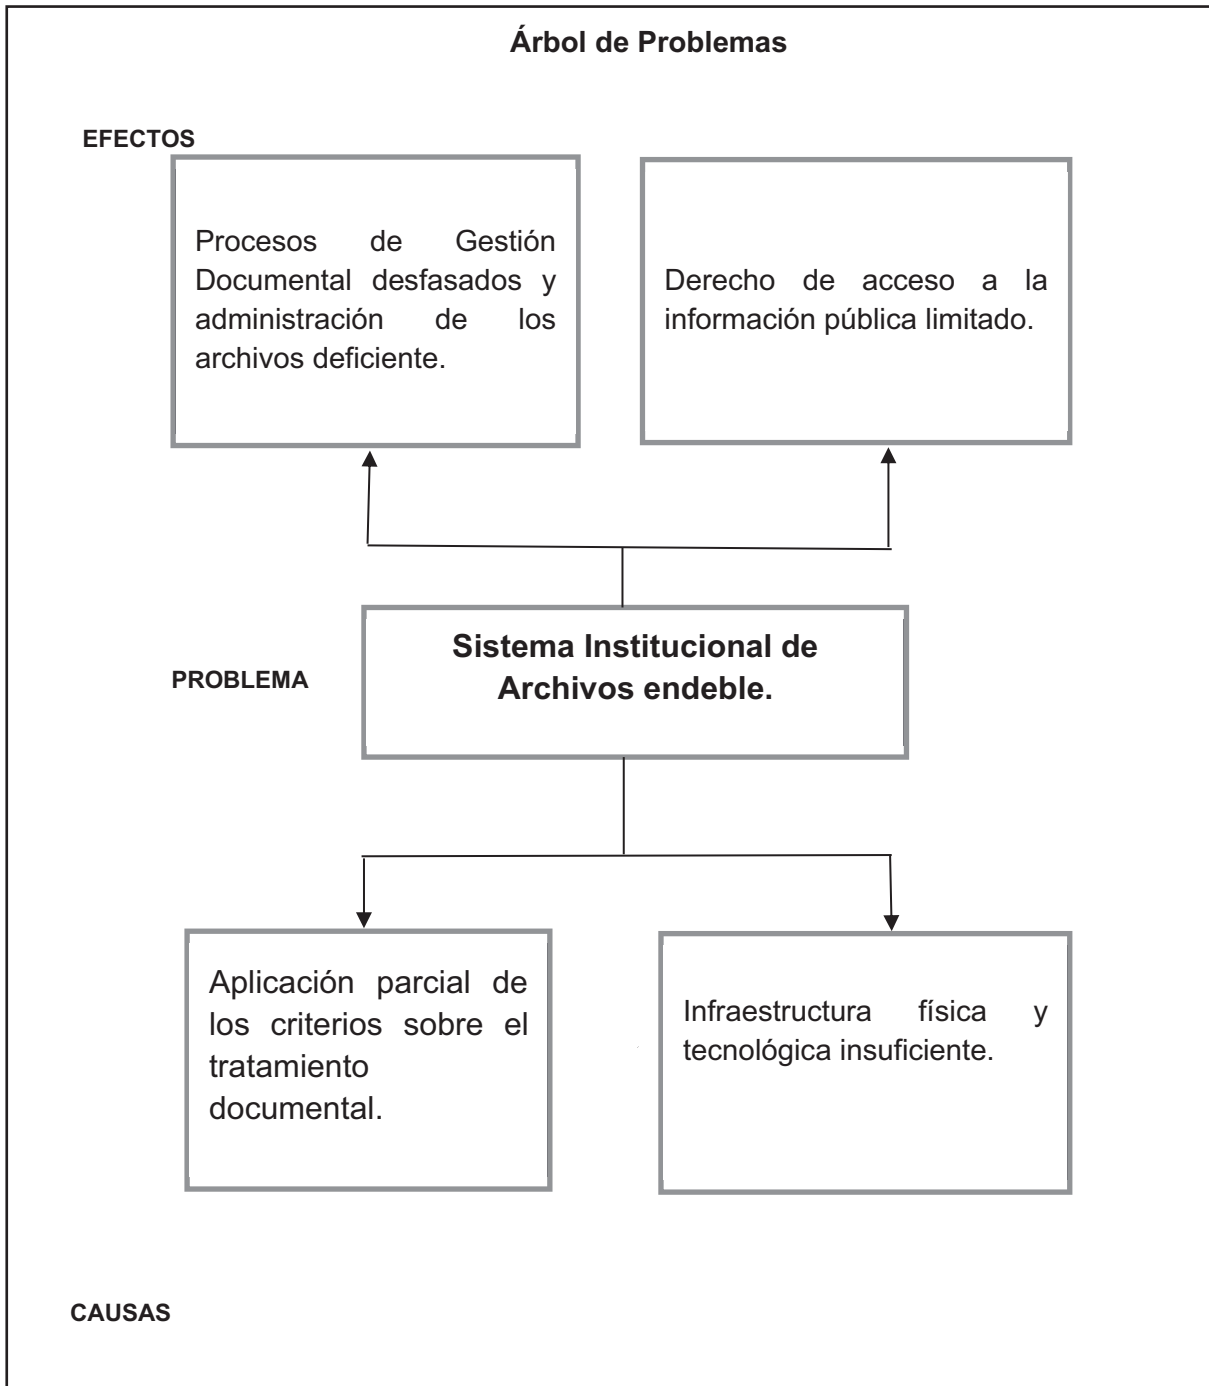 Árbol de Problemas
EFECTOS
Procesos de Gestión
Documental desfasados y
administración de los
archivos deficiente.
Derecho de acceso a la
información pública limitado.
PROBLEMA
Sistema Institucional de
Archivos endeble.
Aplicación parcial de
los criterios sobre el
tratamiento
documental.
Infraestructura física y
tecnológica insuficiente.
CAUSAS